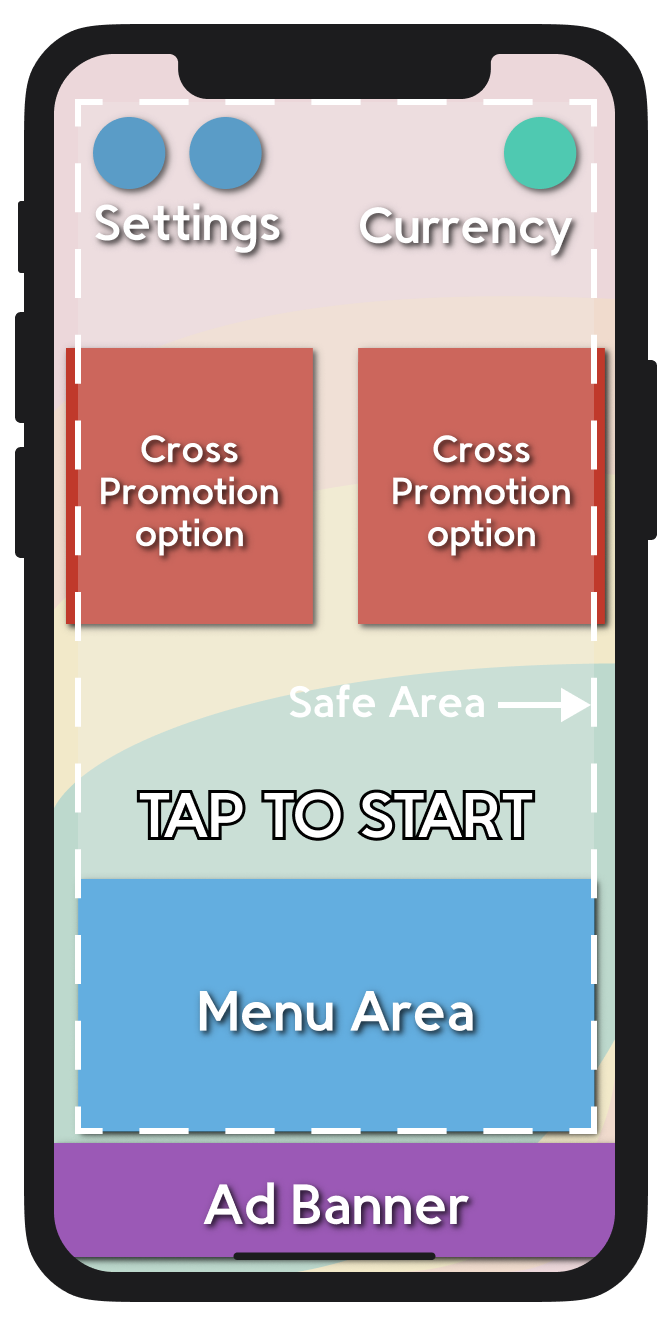 Settings
Currency
Cross
Promotion
option
Cross
Promotion
option
Safe Area
TAP TO START
Menu Area
Ad Banner